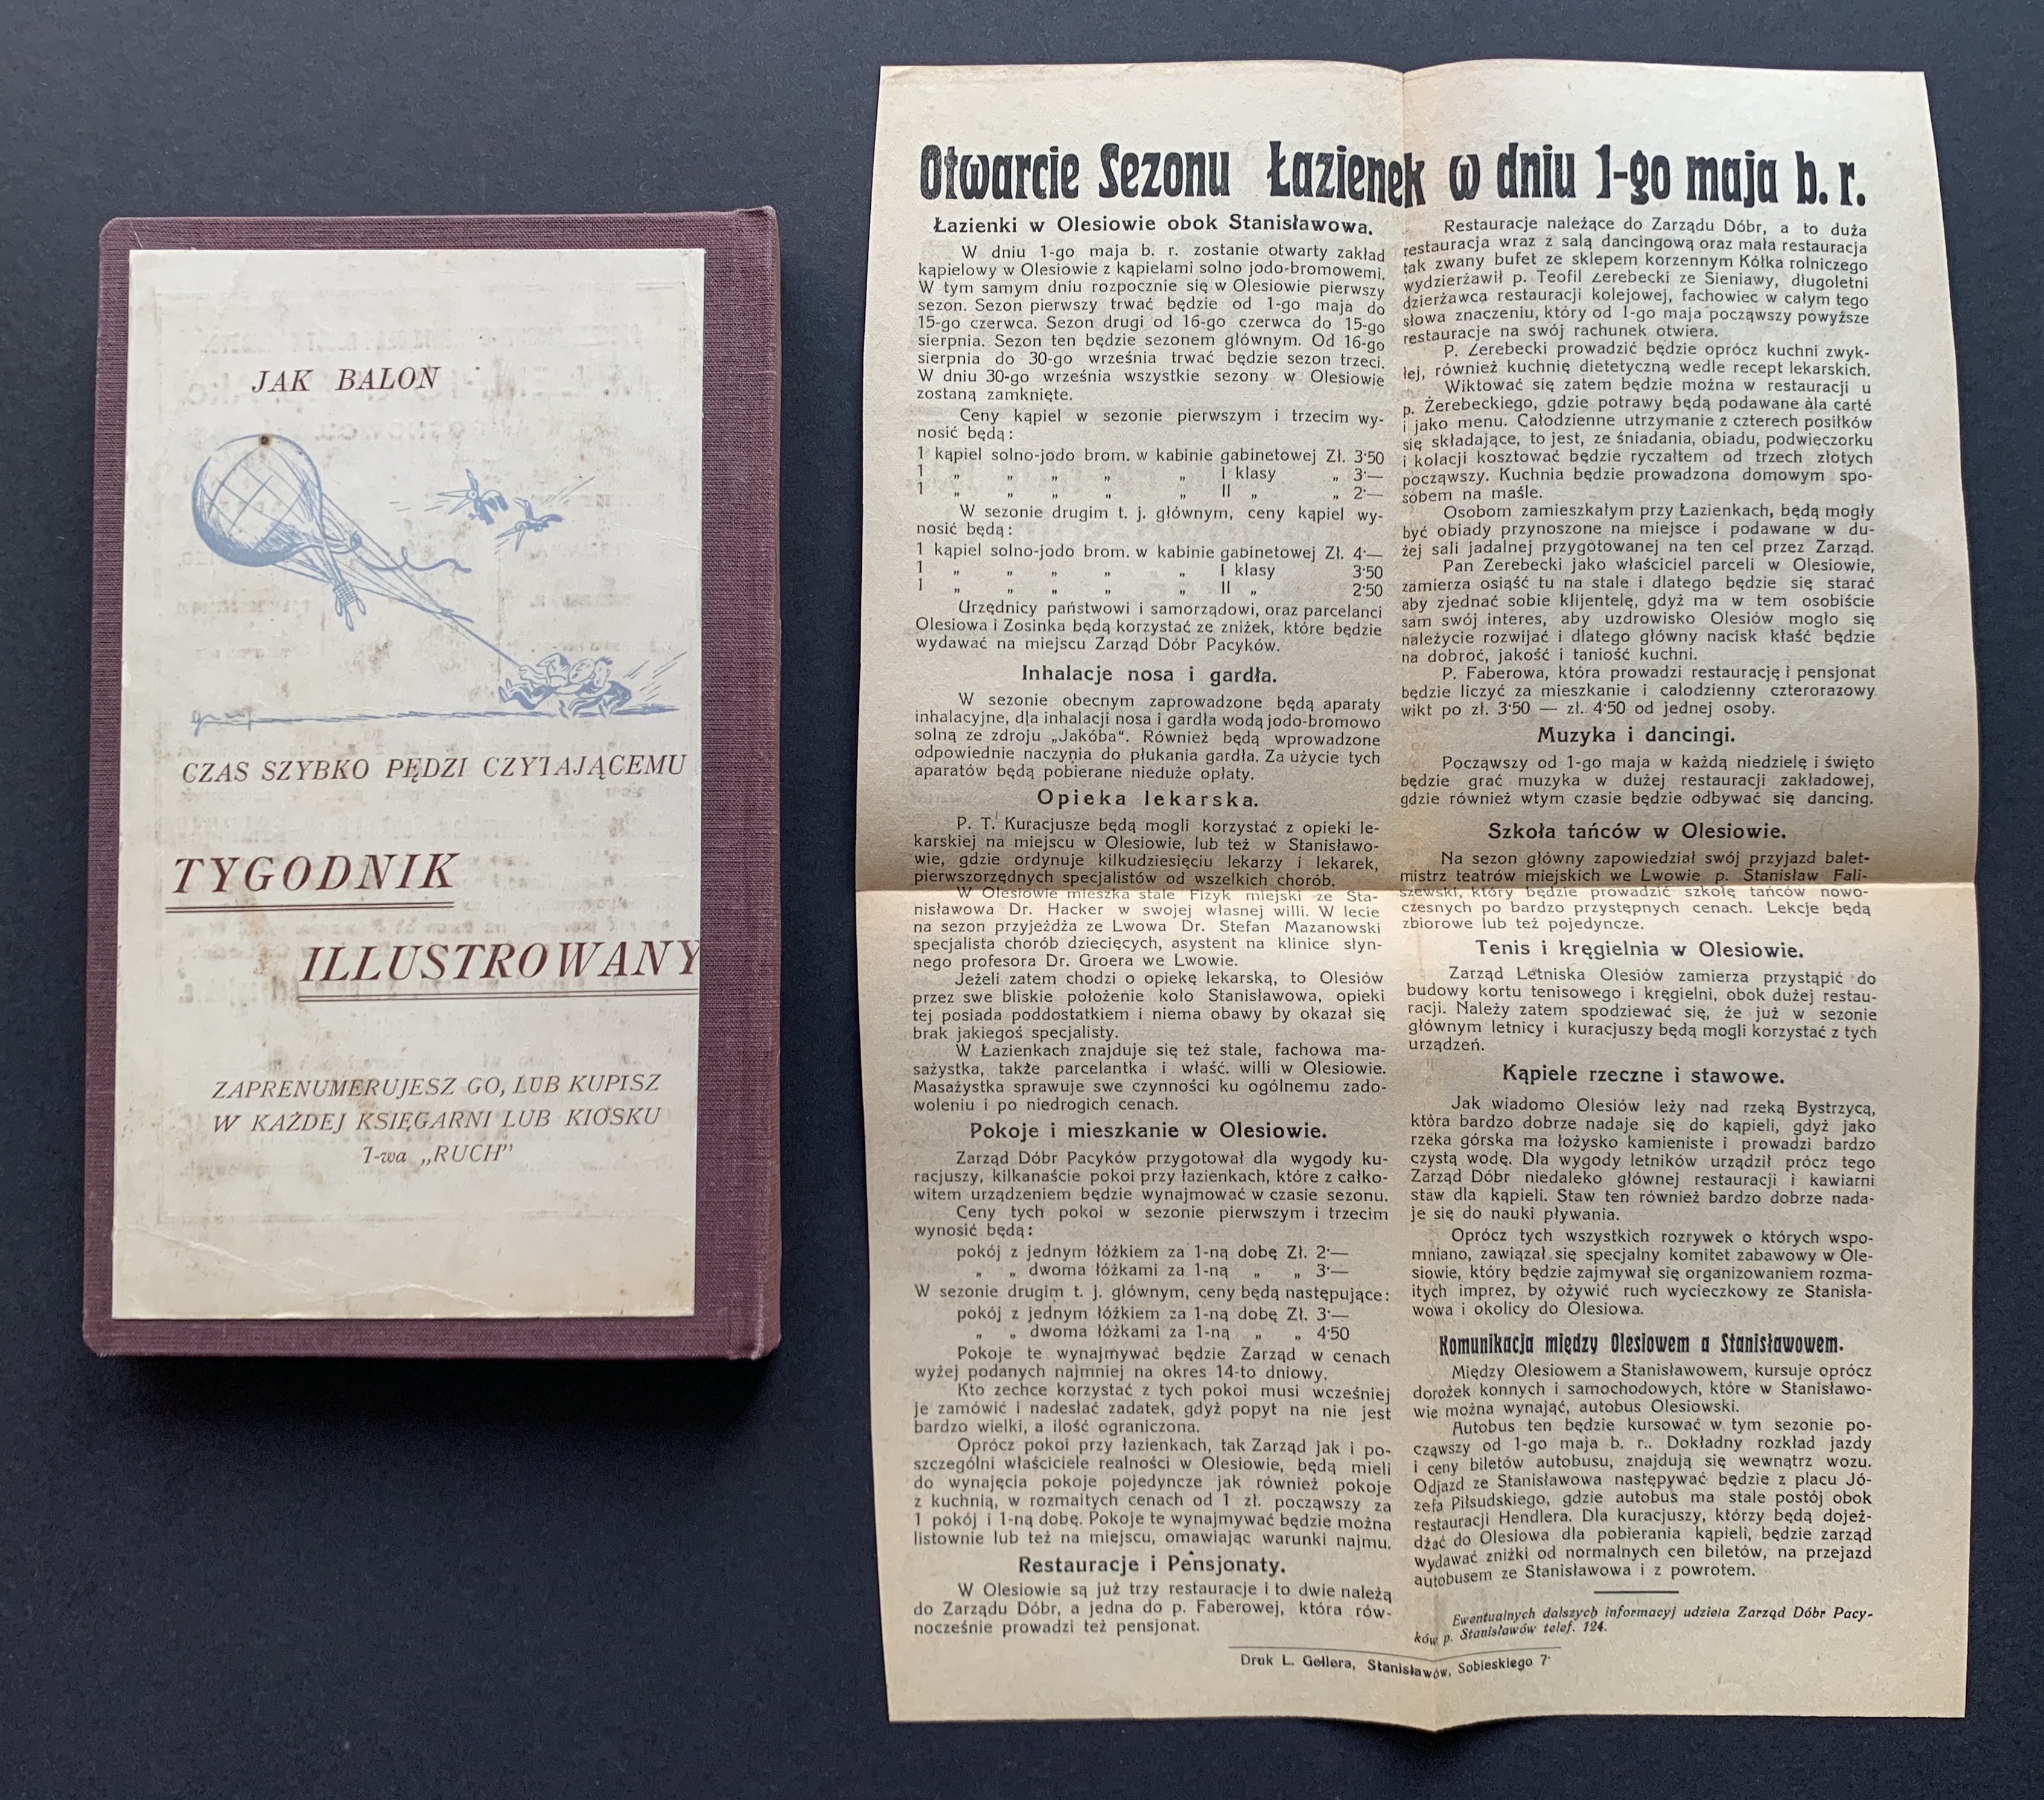 JAK BALON
CZAS SZYBKO PĘDZI CZYTAJĄCEMU
TYGODNIK
ILLUSTROWANY
ZAPRENUMERUJESZ GO, LUB KUPISZ
W KAŻDEJ KSIĘGARNI LUB KIOSKU
T-wa „RUCH”
Otwarcie Sezonu Łazienek w dniu 1-go maja b. r.
Łazienki w Olesiowie obok Stanisławowa.
W dniu 1-go maja b. r. zostanie otwarty zakład
kąpielowy w Olesiowie z kąpielami solno jodo-bromowemi.
W tym samym dniu rozpocznie się w Olesiowie pierwszy
sezon. Sezon pierwszy trwać będzie od 1-go maja do
15-go czerwca. Sezon drugi od 16-go czerwca do 15-go
sierpnia. Sezon ten będzie sezonem głównym. Od 16-go
sierpnia do 30-go września trwać będzie sezon trzeci.
W dniu 30-go września wszystkie sezony w Olesiowie
zostaną zamknięte.
Ceny kąpiel w sezonie pierwszym i trzecim wy-
nosić będą:
1 kąpiel solno-jodo brom. w kabinie gabinetowej Zł. 3·50
1 „ „ „ „ „ I klasy „ 3·—
1 „ „ „ „ „ II „ „ 2·—
W sezonie drugim t. j. głównym, ceny kąpiel wy-
nosić będą:
1 kąpiel solno-jodo brom. w kabinie gabinetowej Zł. 4·—
1 „ „ „ „ „ I klasy 3·50
1 „ „ „ „ „ II „ 2·50
Urzędnicy państwowi i samorządowi, oraz parcelanci
Olesiowa i Zosinka będą korzystać ze zniżek, które będzie
wydawać na miejscu Zarząd Dóbr Pacyków.
Inhalacje nosa i gardła.
W sezonie obecnym zaprowadzone będą aparaty
inhalacyjne, dla inhalacji nosa i gardła wodą jodo-bromowo
solną ze zdroju „Jakóba“. Również będą wprowadzone
odpowiednie naczynia do płukania gardła. Za użycie tych
aparatów będą pobierane nieduże opłaty.
Opieka lekarska.
P. T. Kuracjusze będą mogli korzystać z opieki le-
karskiej na miejscu w Olesiowie, lub też w Stanisławo-
wie, gdzie ordynuje kilkudziesięciu lekarzy i lekarek,
pierwszorzędnych specjalistów od wszelkich chorób.
W Olesiowie mieszka stale Fizyk miejski ze Sta-
nisławowa Dr. Hacker w swojej własnej willi. W lecie
na sezon przyjeżdża ze Lwowa Dr. Stefan Mazanowski
specjalista chorób dziecięcych, asystent na klinice słyn-
nego profesora Dr. Groera we Lwowie.
Jeżeli zatem chodzi o opiekę lekarską, to Olesiów
przez swe bliskie położenie koło Stanisławowa, opieki
tej posiada poddostatkiem i niema obawy by okazał się
brak jakiegoś specjalisty.
W Łazienkach znajduje się też stale, fachowa ma-
sażystka, także parcelantka i właśc. willi w Olesiowie.
Masażystka sprawuje swe czynności ku ogólnemu zado-
woleniu i po niedrogich cenach.
Pokoje i mieszkanie w Olesiowie.
Zarząd Dóbr Pacyków przygotował dla wygody ku-
racjuszy, kilkanaście pokoi przy łazienkach, które z całko-
witem urządzeniem będzie wynajmować w czasie sezonu.
Ceny tych pokoi w sezonie pierwszym i trzecim
wynosić będą:
pokój z jednym łóżkiem za 1-ną dobę Zł. 2·—
„ „ dwoma łóżkami za 1-ną „ „ 3·—
W sezonie drugim t. j. głównym, ceny będą następujące:
pokój z jednym łóżkiem za 1-ną dobę Zł. 3·—
„ „ dwoma łóżkami za 1-ną „ „ 4·50
Pokoje te wynajmywać będzie Zarząd w cenach
wyżej podanych najmniej na okres 14-to dniowy.
Kto zechce korzystać z tych pokoi musi wcześniej
je zamówić i nadesłać zadatek, gdyż popyt na nie jest
bardzo wielki, a ilość ograniczona.
Oprócz pokoi przy łazienkach, tak Zarząd jak i po-
szczególni właściciele realności w Olesiowie, będą mieli
do wynajęcia pokoje pojedyncze jak również pokoje
z kuchnią, w rozmaitych cenach od 1 zł. począwszy za
1 pokój i 1-ną dobę. Pokoje te wynajmywać będzie można
listownie lub też na miejscu, omawiając warunki najmu.
Restauracje i Pensjonaty.
W Olesiowie są już trzy restauracje i to dwie należą
do Zarządu Dóbr, a jedna do p. Faberowej, która rów-
nocześnie prowadzi też pensjonat.
Restauracje należące do Zarządu Dóbr, a to duża
restauracja wraz z salą dancingową oraz mała restauracja
tak zwany bufet ze sklepem korzennym Kółka rolniczego
wydzierżawił p. Teofil Zerebecki ze Sieniawy, długoletni
dzierżawca restauracji kolejowej, fachowiec w całym tego
słowa znaczeniu, który od 1-go maja począwszy powyższe
restauracje na swój rachunek otwiera.
P. Zerebecki prowadzić będzie oprócz kuchni zwyk-
łej, również kuchnię dietetyczną wedle recept lekarskich.
Wiktować się zatem będzie można w restauracji u
p. Żerebeckiego, gdzie potrawy będą podawane àla carté
i jako menu. Całodzienne utrzymanie z czterech posiłków
się składające, to jest, ze śniadania, obiadu, podwieczorku
i kolacji kosztować będzie ryczałtem od trzech złotych
począwszy. Kuchnia będzie prowadzona domowym spo-
sobem na maśle.
Osobom zamieszkałym przy Łazienkach, będą mogły
być obiady przynoszone na miejsce i podawane w du-
żej sali jadalnej przygotowanej na ten cel przez Zarząd.
Pan Zerebecki jako właściciel parceli w Olesiowie,
zamierza osiąść tu na stale i dlatego będzie się starać
aby zjednać sobie klijentelę, gdyż ma w tem osobiście
sam swój interes, aby uzdrowisko Olesiów mogło się
należycie rozwijać i dlatego główny nacisk kłaść będzie
na dobroć, jakość i taniość kuchni.
P. Faberowa, która prowadzi restaurację i pensjonat
będzie liczyć za mieszkanie i całodzienny czterorazowy
wikt po zł. 3·50 — zł. 4·50 od jednej osoby.
Muzyka i dancingi.
Począwszy od 1-go maja w każdą niedzielę i święto
będzie grać muzyka w dużej restauracji zakładowej,
gdzie również wtym czasie będzie odbywać się dancing.
Szkoła tańców w Olesiowie.
Na sezon główny zapowiedział swój przyjazd balet-
mistrz teatrów miejskich we Lwowie p. Stanisław Fali-
szewski, który będzie prowadzić szkołę tańców nowo-
czesnych po bardzo przystępnych cenach. Lekcje będą
zbiorowe lub też pojedyncze.
Tenis i kręgielnia w Olesiowie.
Zarząd Letniska Olesiów zamierza przystąpić do
budowy kortu tenisowego i kręgielni, obok dużej restau-
racji. Należy zatem spodziewać się, że już w sezonie
głównym letnicy i kuracjuszy będą mogli korzystać z tych
urządzeń.
Kąpiele rzeczne i stawowe.
Jak wiadomo Olesiów leży nad rzeką Bystrzycą,
która bardzo dobrze nadaje się do kąpieli, gdyż jako
rzeka górska ma łożysko kamieniste i prowadzi bardzo
czystą wodę. Dla wygody letników urządził prócz tego
Zarząd Dóbr niedaleko głównej restauracji i kawiarni
staw dla kąpieli. Staw ten również bardzo dobrze nada-
je się do nauki pływania.
Oprócz tych wszystkich rozrywek o których wspo-
mniano, zawiązał się specjalny komitet zabawowy w Ole-
siowie, który będzie zajmywał się organizowaniem rozma-
itych imprez, by ożywić ruch wycieczkowy ze Stanisła-
wowa i okolicy do Olesiowa.
Komunikacja między Olesiowem a Stanisławowem.
Między Olesiowem a Stanisławowem, kursuje oprócz
dorożek konnych i samochodowych, które w Stanisławo-
wie można wynająć, autobus Olesiowski.
Autobus ten będzie kursować w tym sezonie po-
cząwszy od 1-go maja b. r.. Dokładny rozkład jazdy
i ceny biletów autobusu, znajdują się wewnątrz wozu.
Odjazd ze Stanisławowa następywać będzie z placu Jó-
zefa Piłsudskiego, gdzie autobus ma stale postój obok
restauracji Hendlera. Dla kuracjuszy, którzy będą dojeż-
dżać do Olesiowa dla pobierania kąpieli, będzie zarząd
wydawać zniżki od normalnych cen biletów, na przejazd
autobusem ze Stanisławowa i z powrotem.
Ewentualnych dalszych informacyj udziela Zarząd Dóbr Pacy-
ków p. Stanisławów telef. 124.
Druk L. Gellera, Stanisławów, Sobieskiego 7·